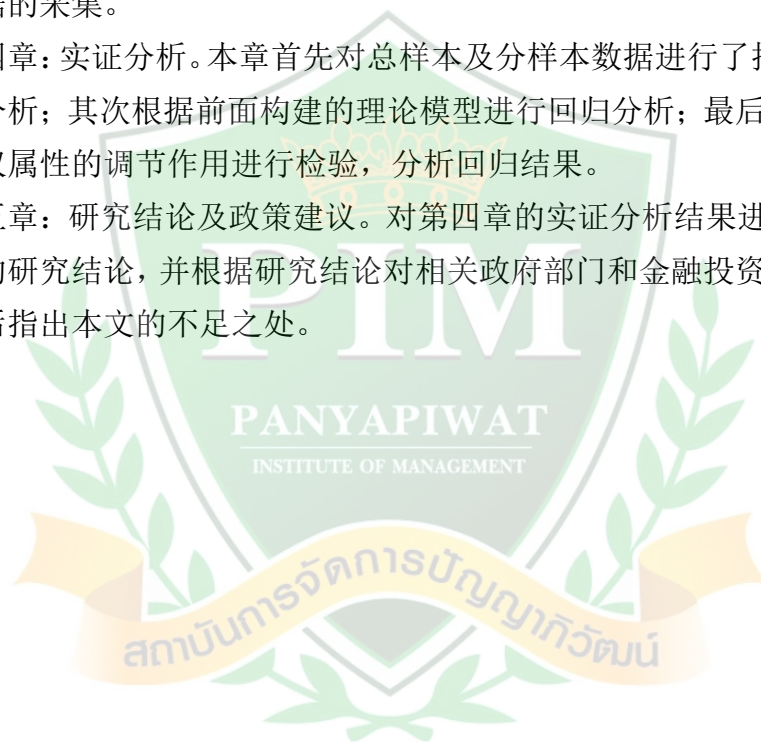 的采集。
章：实证分析。本章首先对总样本及分样本数据进行了
析；其次根据前面构建的理论模型进行回归分析；最后
属性的调节作用进行检验，分析回归结果。
章：研究结论及政策建议。对第四章的实证分析结果进
研究结论，并根据研究结论对相关政府部门和金融投资
指出本文的不足之处。
PIM
PANYAPIWAT
INSTITUTE OF MANAGEMENT
สถาบันการจัดการปัญญาภิวัฒน์